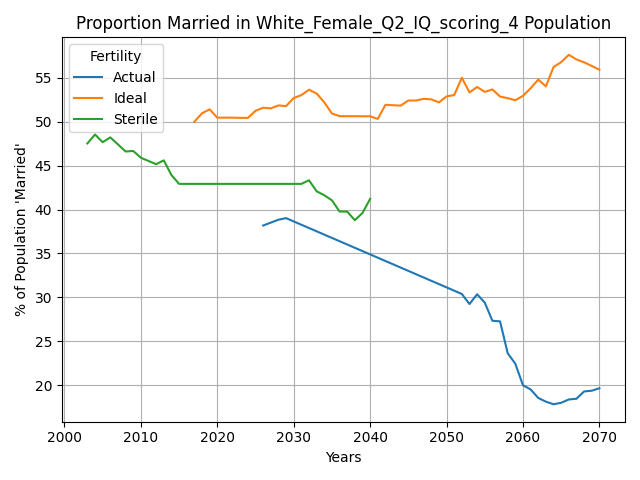 Proportion Married in White_Female_Q2_IQ_scoring_4 Population
Fertility
Actual
Ideal
Sterile
% of Population 'Married'
55
50
45
40
35
30
25
20
2000 2010 2020 2030 2040 2050 2060 2070
Years